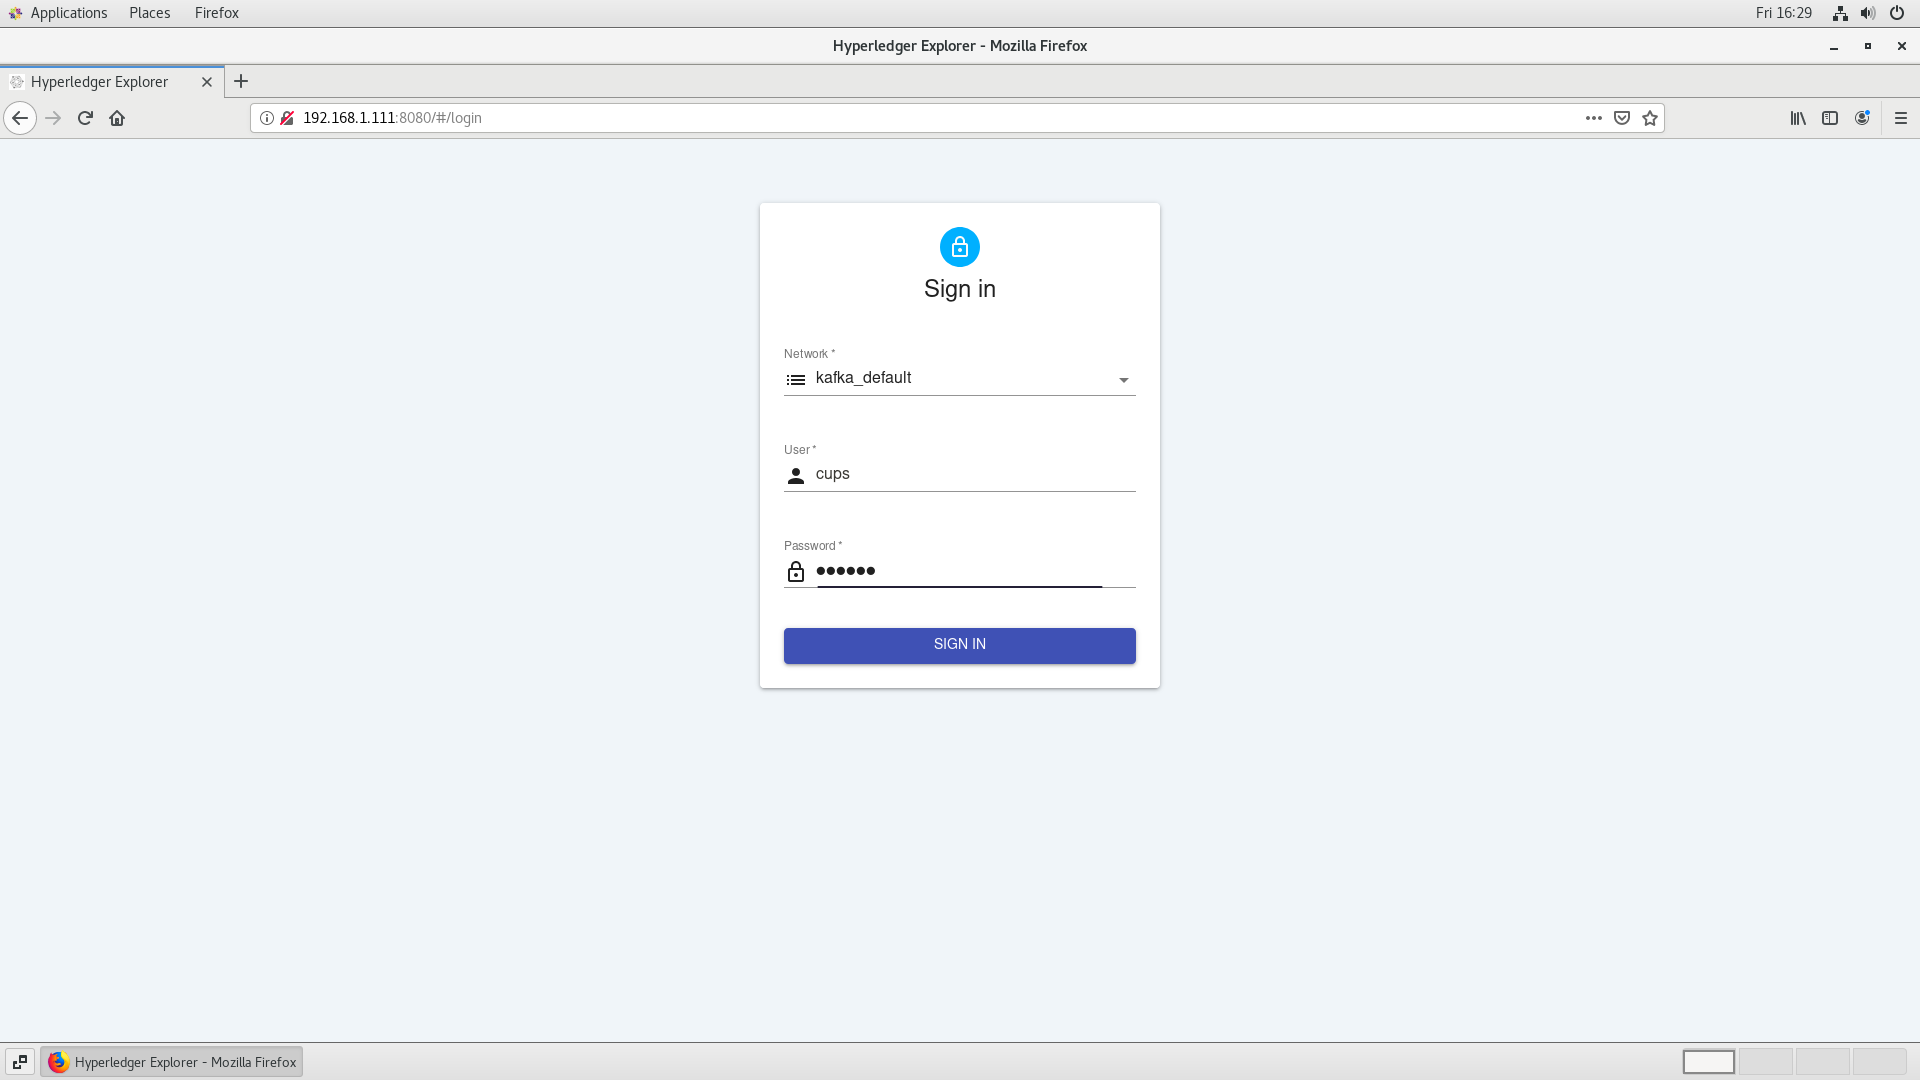 Applications Places Firefox Fri 16:29
Hyperledger Explorer - Mozilla Firefox
Hyperledger Explorer
192.168.1.111:8080/#/login
Sign in
Network *
kafka_default
User *
cups
Password *
••••••
SIGN IN
Hyperledger Explorer - Mozilla Firefox